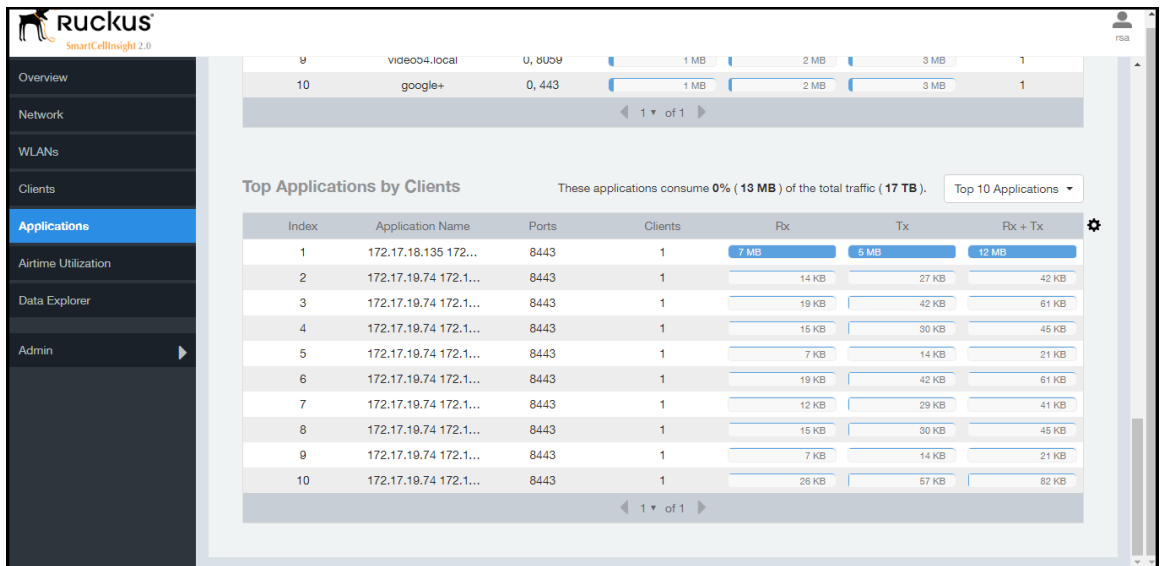 RUCKUS
SmartCellInsight 2.0
rsa
Overview
Network
WLANs
Clients
Applications
Airtime Utilization
Data Explorer
Admin
9 video54.local 0, 8059 1 MB 2 MB 3 MB 1
10 google+ 0, 443 1 MB 2 MB 3 MB 1
1 of 1
Top Applications by Clients These applications consume 0% ( 13 MB ) of the total traffic ( 17 TB ). Top 10 Applications
Index Application Name Ports Clients Rx Tx Rx + Tx
1 172.17.18.135 172... 8443 1 7 MB 5 MB 12 MB
2 172.17.19.74 172.1... 8443 1 14 KB 27 KB 42 KB
3 172.17.19.74 172.1... 8443 1 19 KB 42 KB 61 KB
4 172.17.19.74 172.1... 8443 1 15 KB 30 KB 45 KB
5 172.17.19.74 172.1... 8443 1 7 KB 14 KB 21 KB
6 172.17.19.74 172.1... 8443 1 19 KB 42 KB 61 KB
7 172.17.19.74 172.1... 8443 1 12 KB 29 KB 41 KB
8 172.17.19.74 172.1... 8443 1 15 KB 30 KB 45 KB
9 172.17.19.74 172.1... 8443 1 7 KB 14 KB 21 KB
10 172.17.19.74 172.1... 8443 1 26 KB 57 KB 82 KB
1 of 1